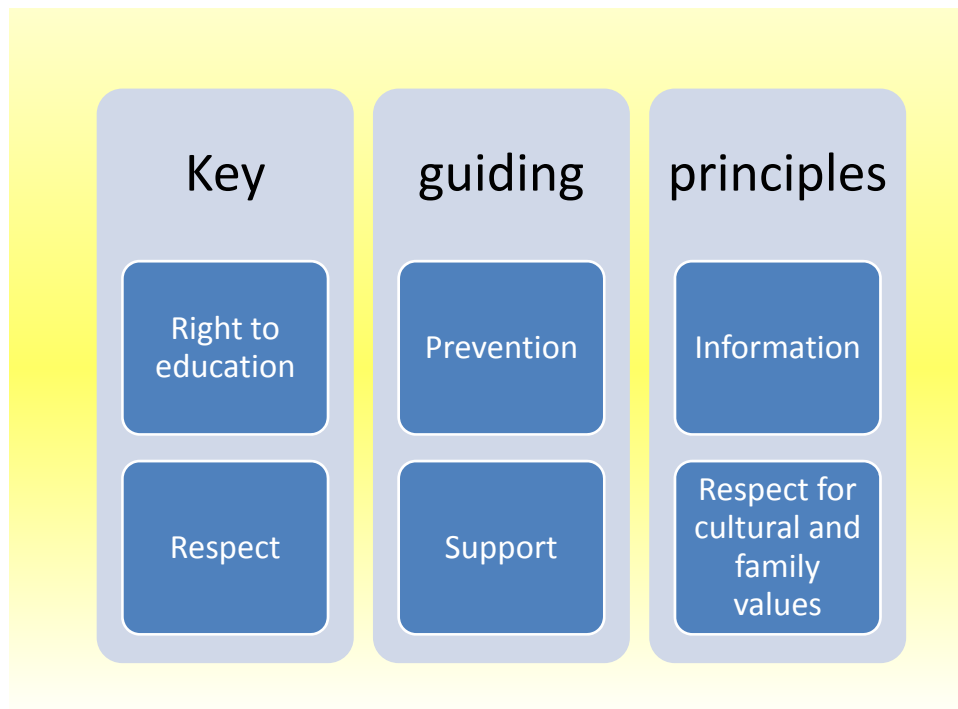 Key guiding principles
Right to
education
Prevention
Information
Respect
Support
Respect for
cultural and
family
values